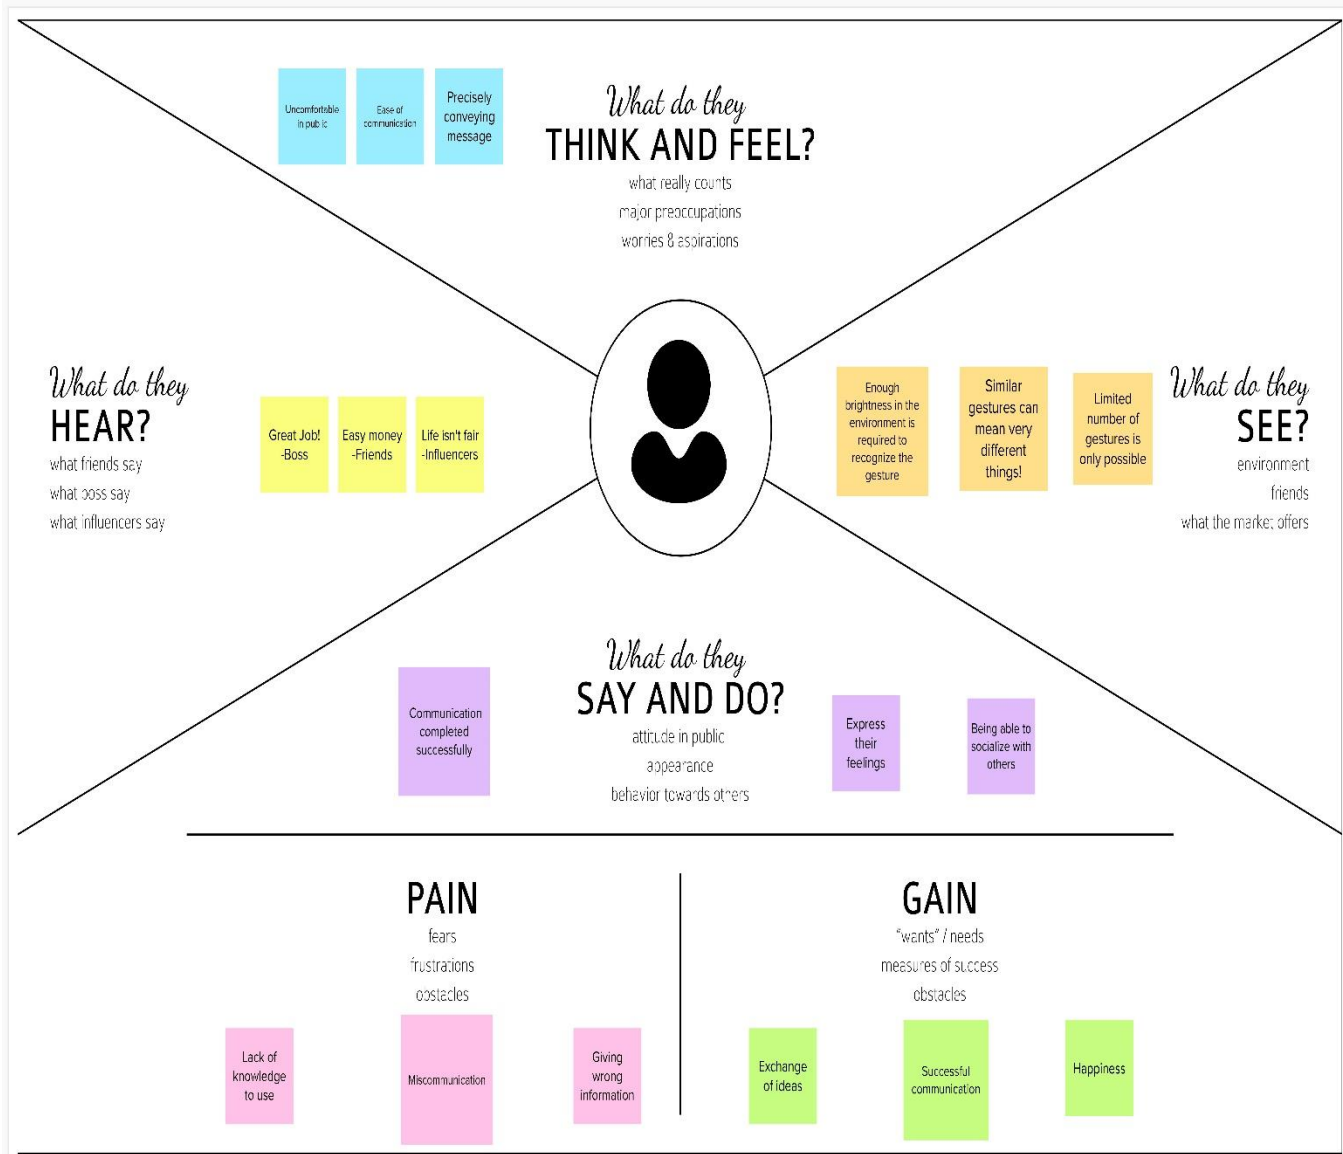 Uncomfortable
in public
Ease of
communication
Precisely
conveying
message
What do they
THINK AND FEEL?
what really counts
major preoccupations
worries & aspirations
What do they
HEAR?
what friends say
what boss say
what influencers say
Great Job!
-Boss
Easy money
-Friends
Life isn't fair
-Influencers
Enough
brightness in the
environment is
required to
recognize the
gesture
Similar
gestures can
mean very
different
things!
Limited
number of
gestures is
only possible
What do they
SEE?
environment
friends
what the market offers
Communication
completed
successfully
What do they
SAY AND DO?
attitude in public
appearance
behavior towards others
Express
their
feelings
Being able to
socialize with
others
PAIN
fears
frustrations
obstacles
Lack of
knowledge
to use
Miscommunication
Giving
wrong
information
GAIN
"wants" / needs
measures of success
obstacles
Exchange
of ideas
Successful
communication
Happiness